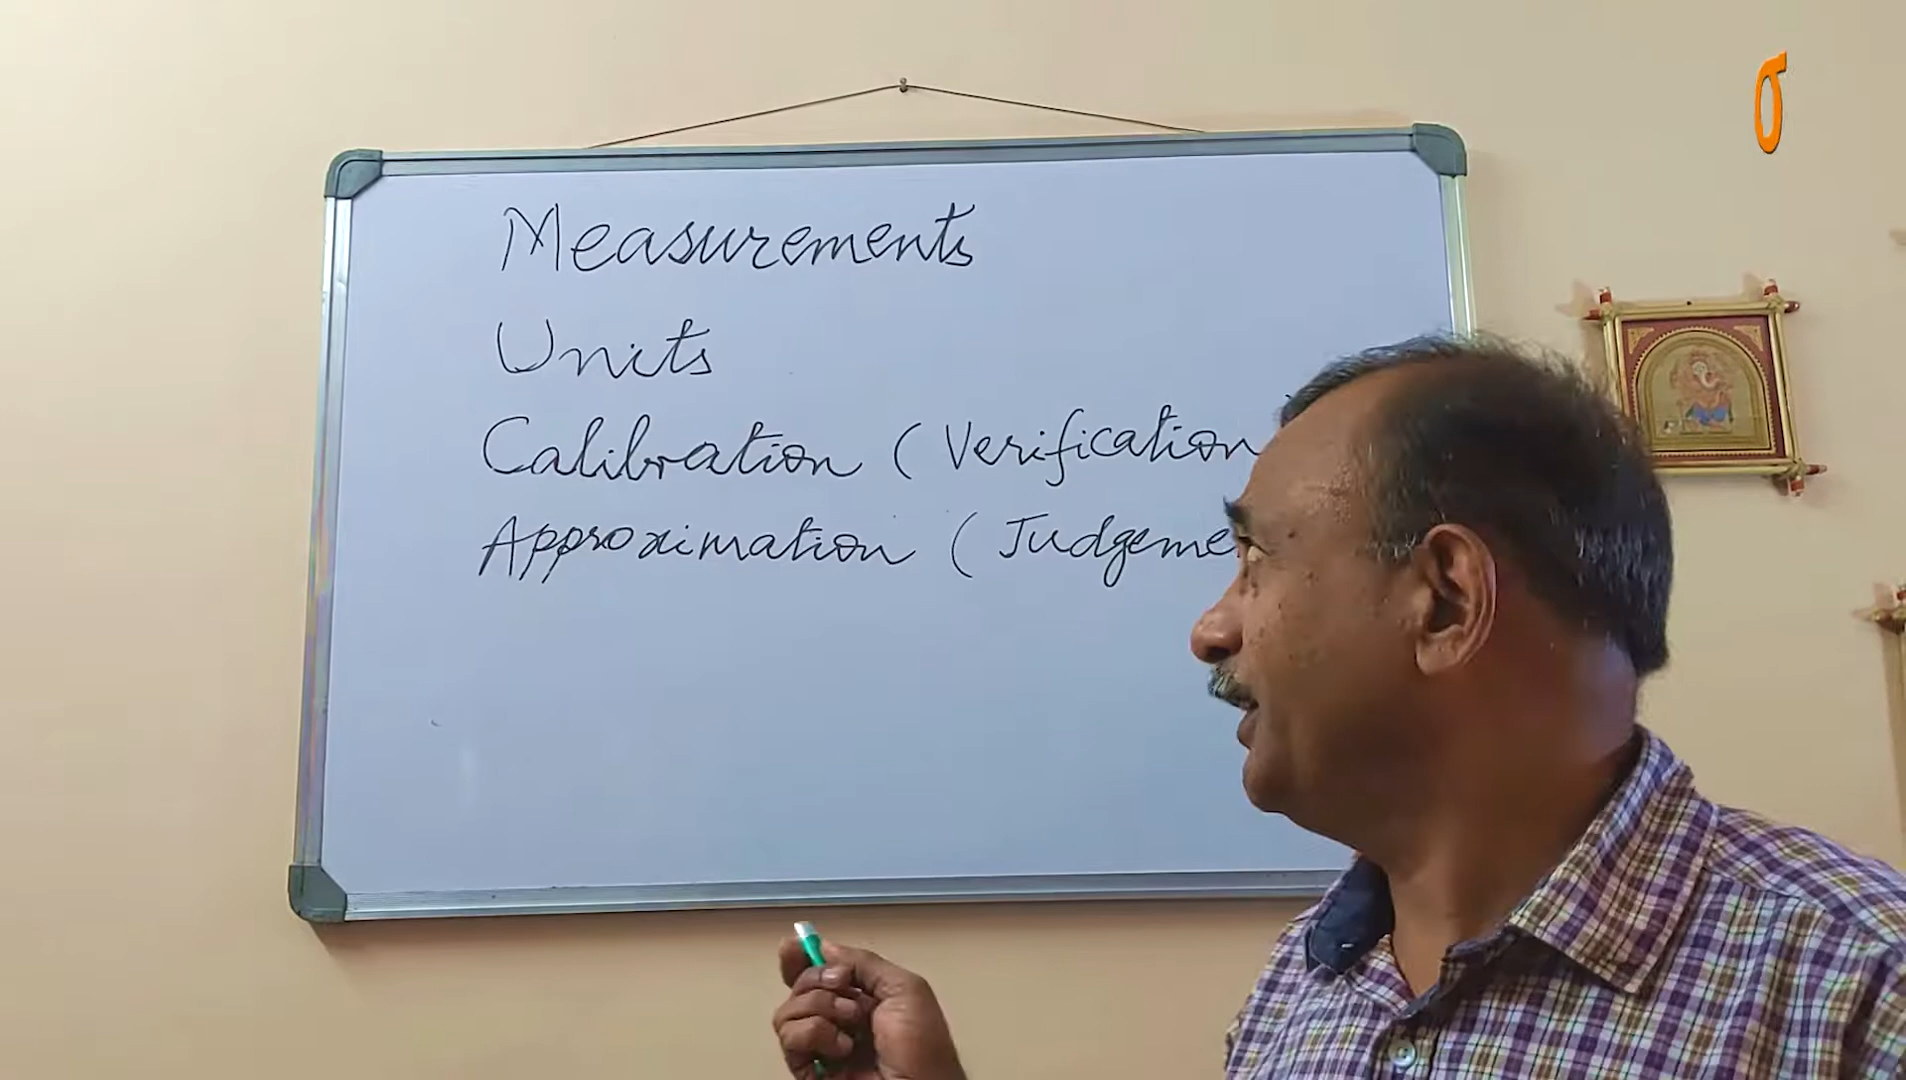 Measurements
Units
Calibration (Verification
Approximation (Judgeme
σ